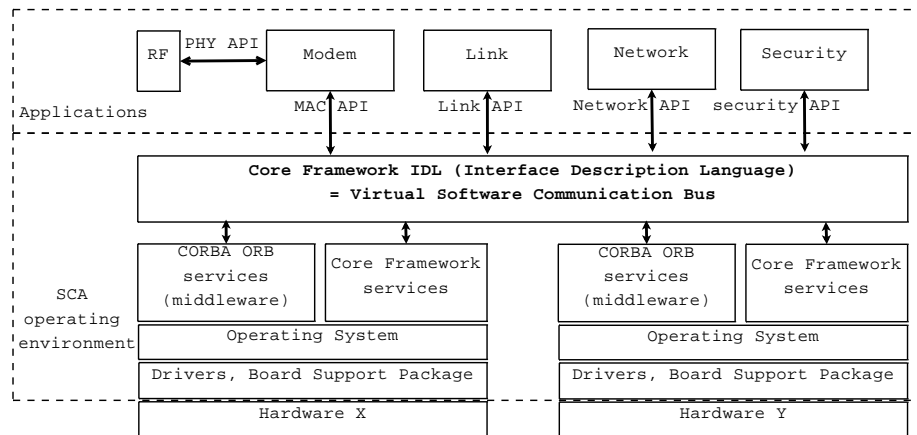 PHY API
RF
Modem
Link
Network
Security
MAC API
Link API
Network API
security API
Applications
Core Framework IDL (Interface Description Language)
= Virtual Software Communication Bus
CORBA ORB
services
(middleware)
Core Framework
services
CORBA ORB
services
(middleware)
Core Framework
services
SCA
operating
environment
Operating System
Operating System
Drivers, Board Support Package
Drivers, Board Support Package
Hardware X
Hardware Y